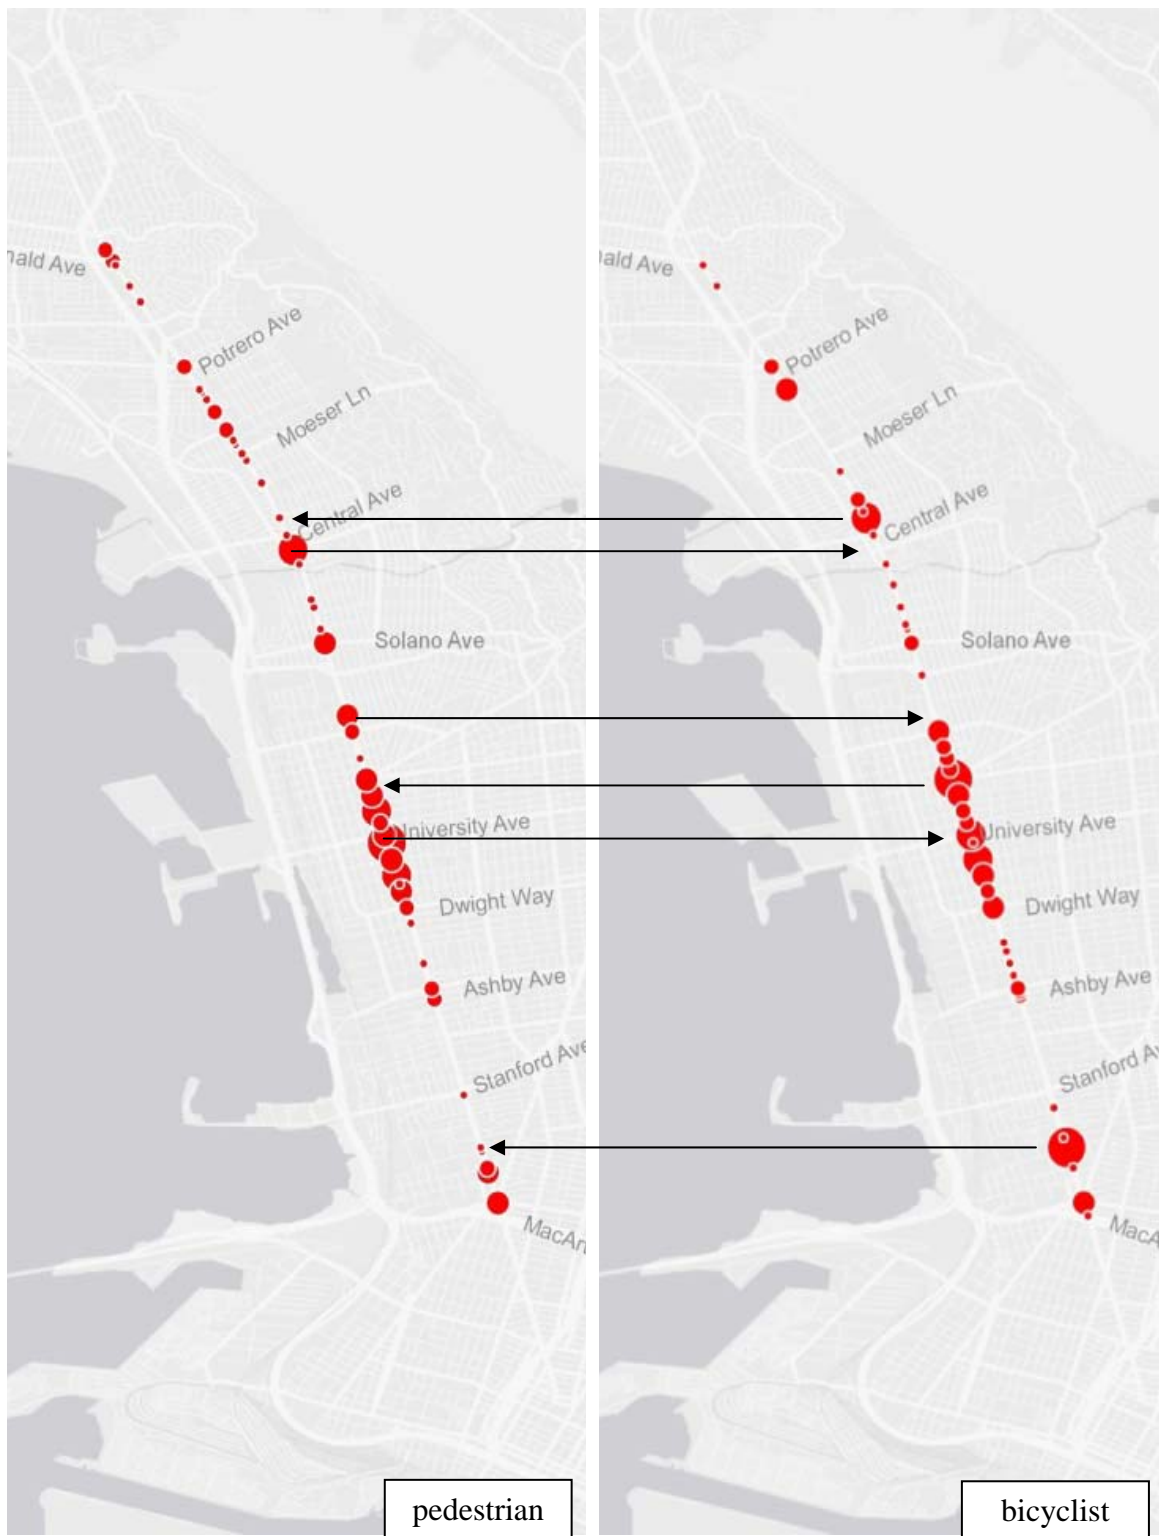 nald Ave
Potrero Ave
Moeser Ln
Central Ave
Solano Ave
University Ave
Dwight Way
Ashby Ave
Stanford Ave
MacAr
pedestrian
ald Ave
Potrero Ave
Moeser Ln
Central Ave
Solano Ave
University Ave
Dwight Way
Ashby Ave
Stanford Av
MacA
bicyclist